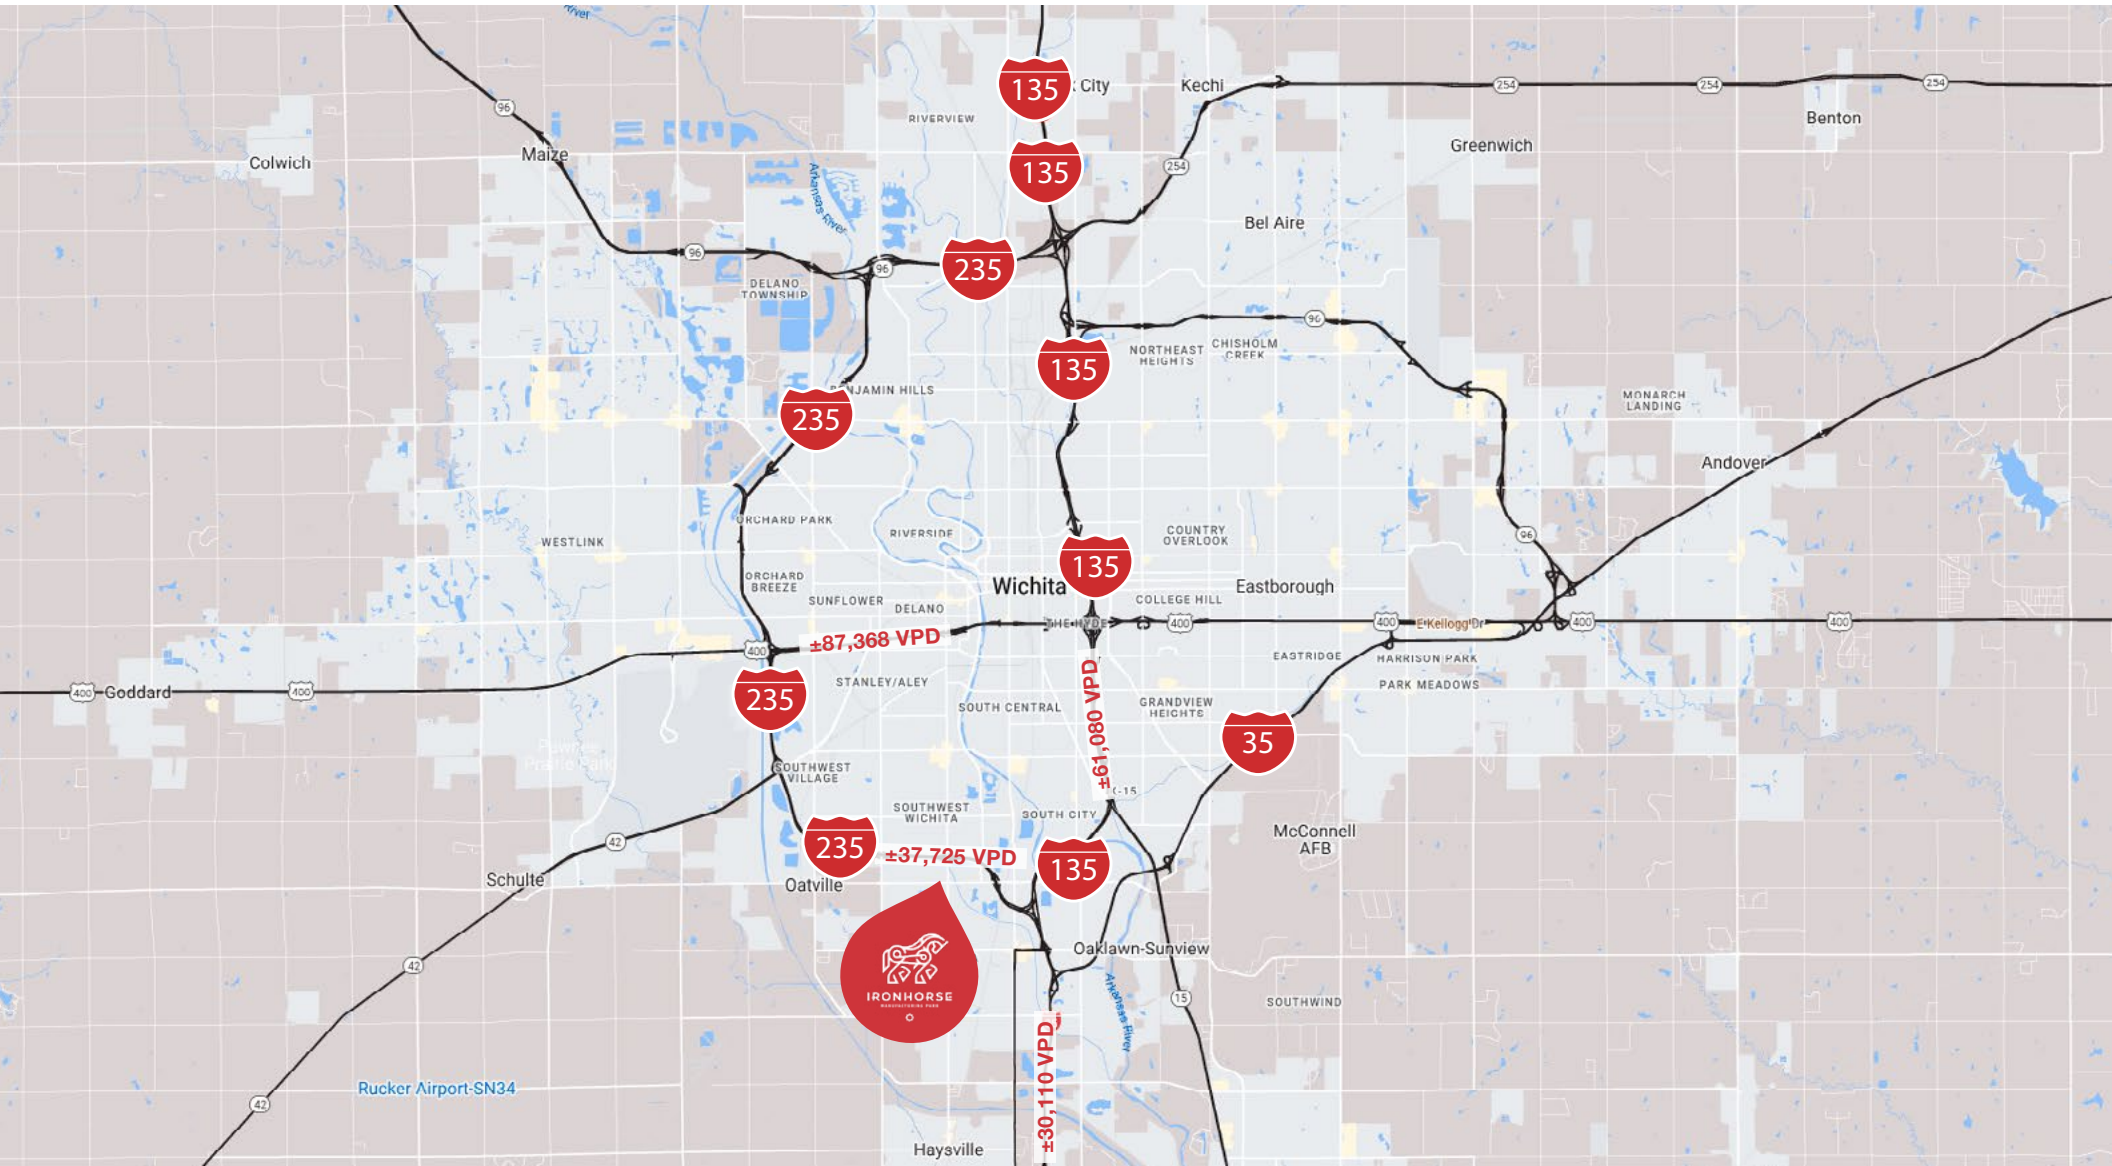 River
135
City
Kechi
254
254
254
96
RIVERVIEW
Benton
Maize
Colwich
135
254
Greenwich
Arkansas River
Bel Aire
96
96
235
DELANO
TOWNSHIP
96
135
NORTHEAST
HEIGHTS
CHISHOLM
CREEK
235
NJAMIN HILLS
MONARCH
LANDING
Andover
ORCHARD PARK
WESTLINK
RIVERSIDE
COUNTRY
OVERLOOK
96
135
ORCHARD
BREEZE
Wichita
Eastborough
SUNFLOWER
DELANO
COLLEGE HILL
THE HYDE
400
400
E Kellogg Dr
400
400
±87,368 VPD
400
EASTRIDGE
HARRISON PARK
400
Goddard
400
235
STANLEY/ALEY
PARK MEADOWS
SOUTH CENTRAL
GRANDVIEW
HEIGHTS
±61,080 VPD
35
Pawnee
Prairie Park
SOUTHWEST
VILLAGE
K-15
SOUTHWEST
WICHITA
SOUTH CITY
McConnell
AFB
42
235
±37,725 VPD
135
Schulte
Oatville
IRONHORSE
MANUFACTURING PARK
Oaklawn-Sunview
42
15
SOUTHWIND
Arkansas River
±30,110 VPD
Rucker Airport-SN34
42
Haysville